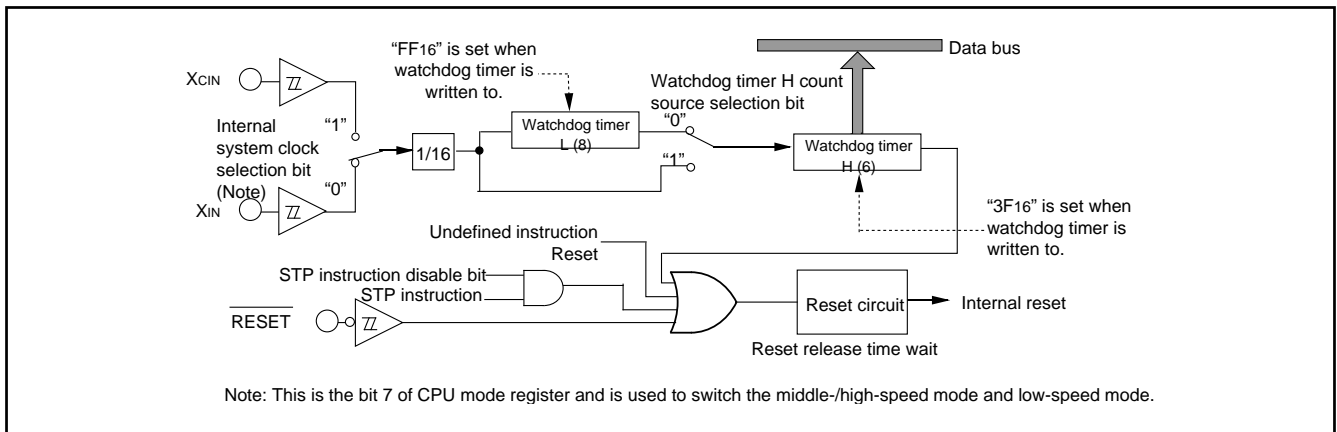 “FF16” is set when
watchdog timer is
written to.
Data bus
XCIN
Watchdog timer H count
source selection bit
“1”
“0”
Internal
system clock
selection bit
(Note)
1/16
Watchdog timer
L (8)
“1”
Watchdog timer
H (6)
“0”
XIN
“3F16” is set when
watchdog timer is
written to.
Undefined instruction
Reset
STP instruction disable bit
STP instruction
RESET
Reset circuit
Internal reset
Reset release time wait
Note: This is the bit 7 of CPU mode register and is used to switch the middle-/high-speed mode and low-speed mode.